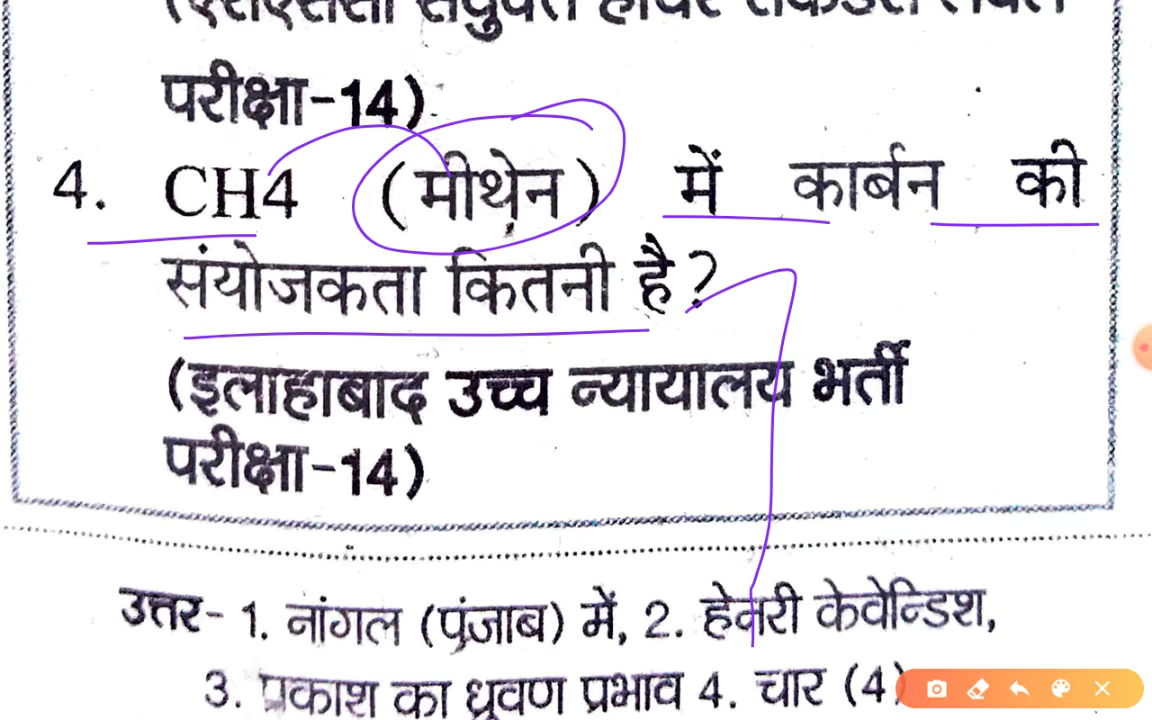 परीक्षा-14)
4. CH4 (मीथेन) में कार्बन की
संयोजकता कितनी है?
(इलाहाबाद उच्च न्यायालय भर्ती
परीक्षा-14)
उत्तर- 1. नांगल (पंजाब) में, 2. हेनरी केवेन्डिश,
3. प्रकाश का ध्रुवण प्रभाव 4. चार (4)